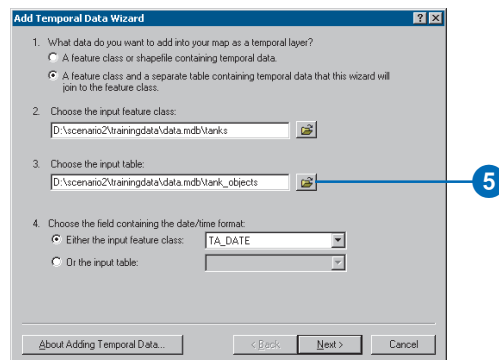 Add Temporal Data Wizard
1. What data do you want to add into your map as a temporal layer?
A feature class or shapefile containing temporal data.
A feature class and a separate table containing temporal data that this wizard will
join to the feature class.
2. Choose the input feature class:
D:\scenario2\trainingdata\data.mdb\tanks
3. Choose the input table:
D:\scenario2\trainingdata\data.mdb\tank_objects
5
4. Choose the field containing the date/time format:
Either the input feature class: TA_DATE
Or the input table:
About Adding Temporal Data... < Back Next > Cancel